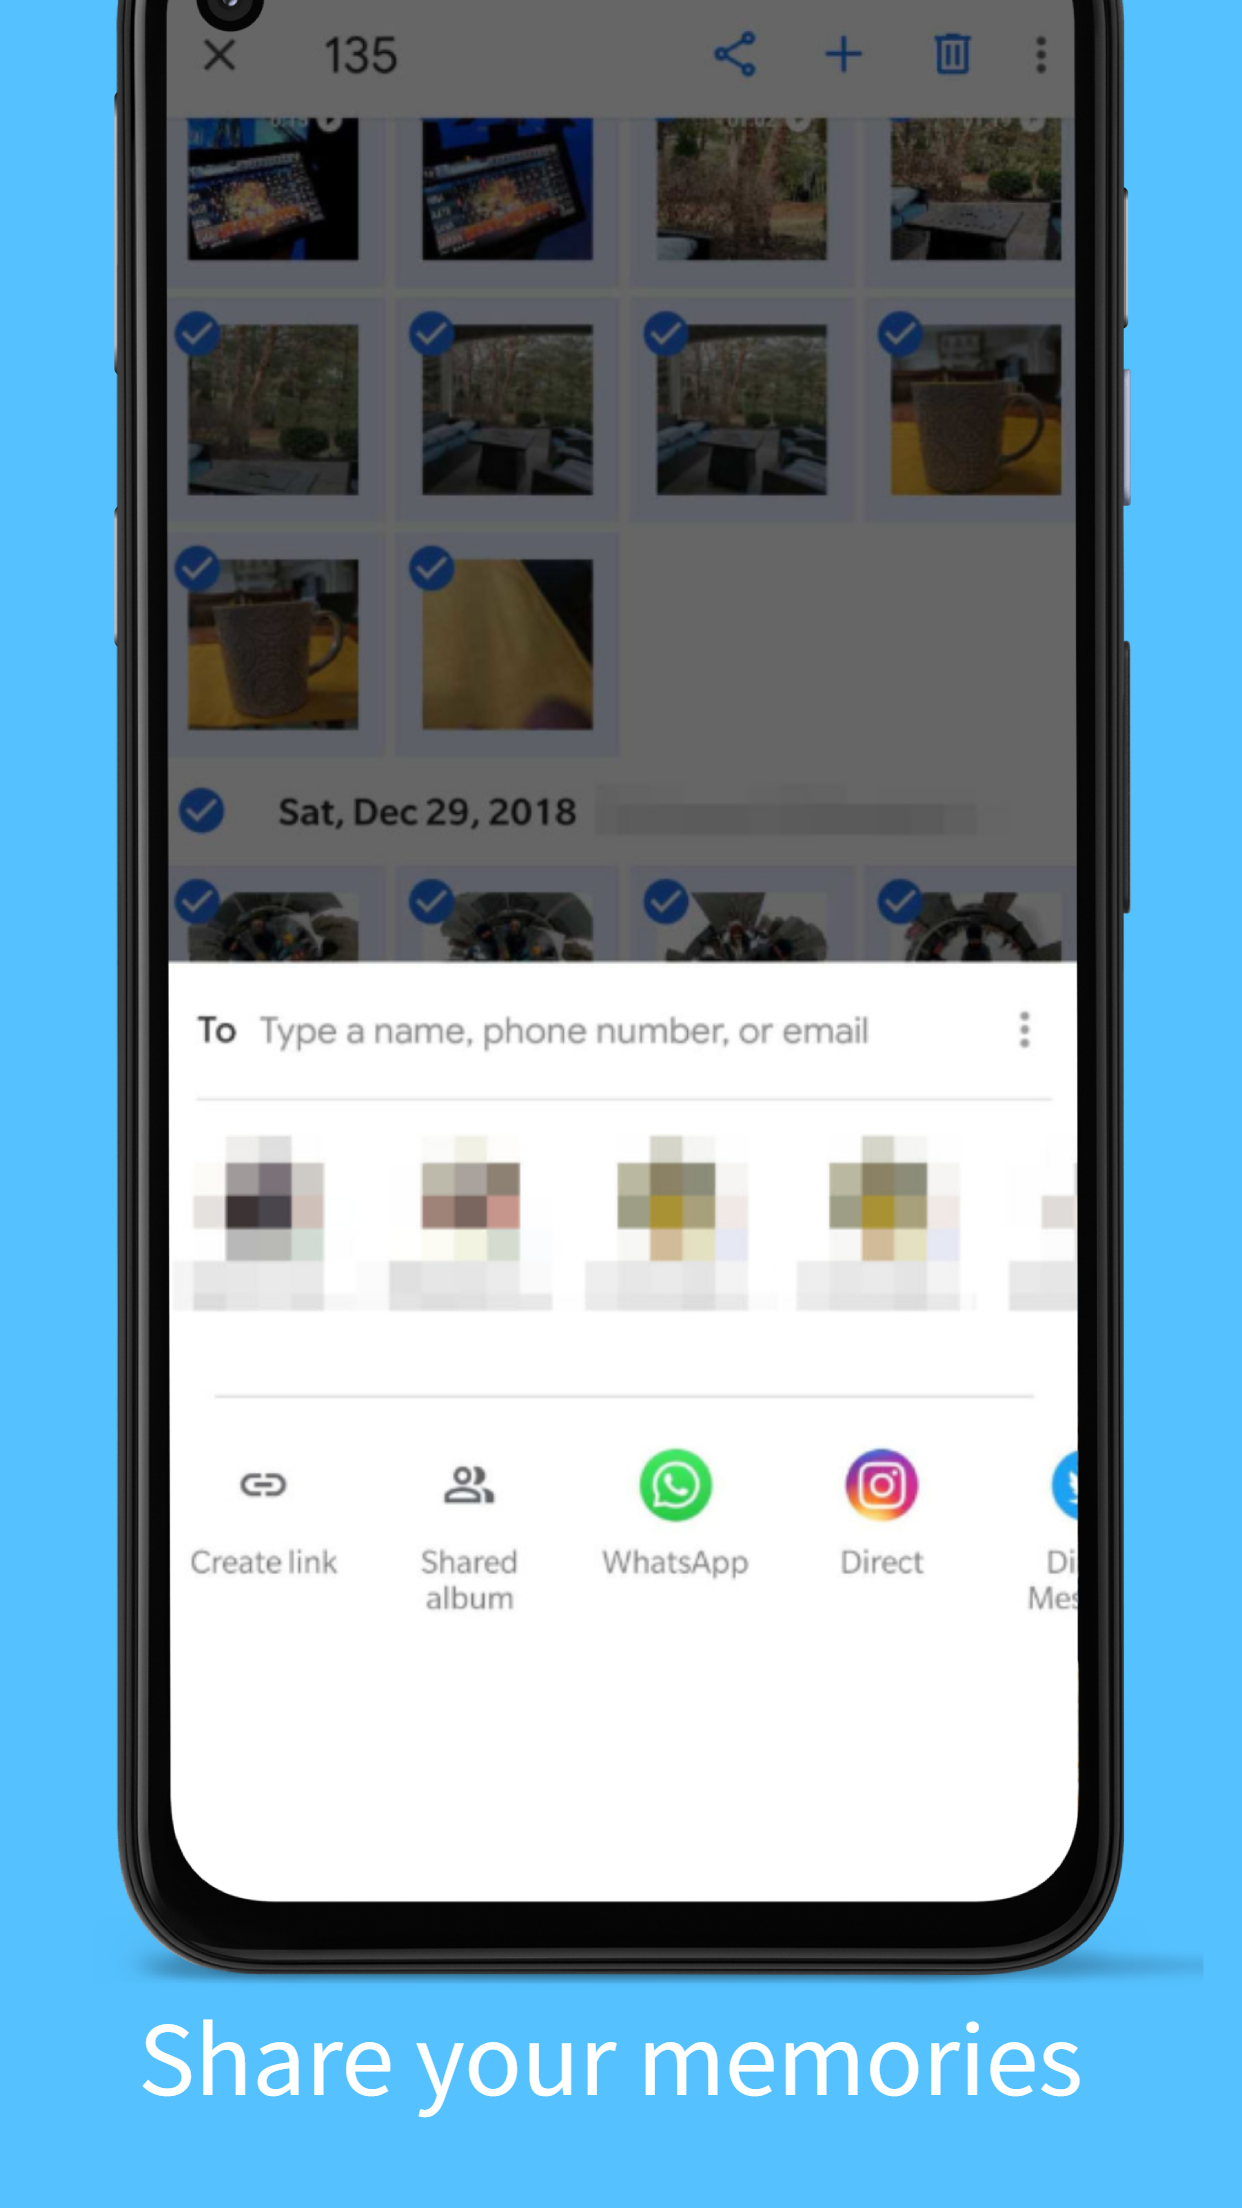 135
Sat, Dec 29, 2018
To Type a name, phone number, or email
Create link
Shared album
WhatsApp
Direct
Di
Mes
Share your memories